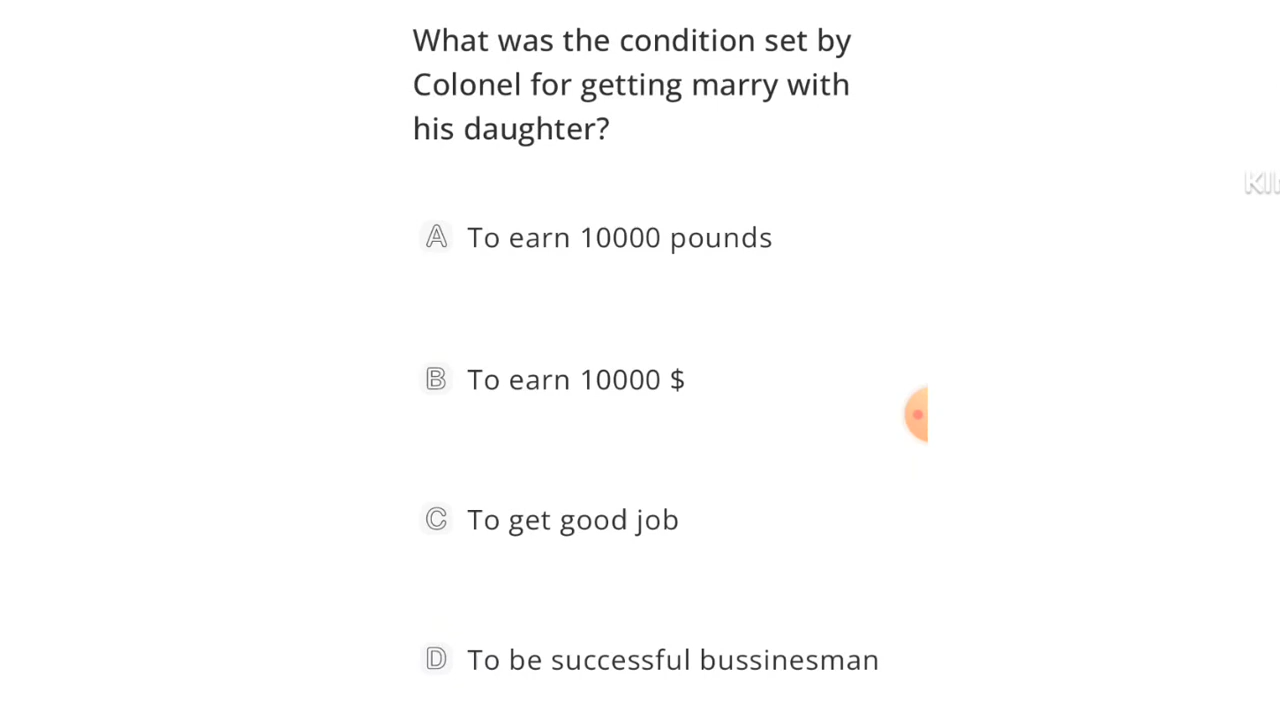 What was the condition set by
Colonel for getting marry with
his daughter?
A To earn 10000 pounds
B To earn 10000 $
C To get good job
D To be successful bussinesman